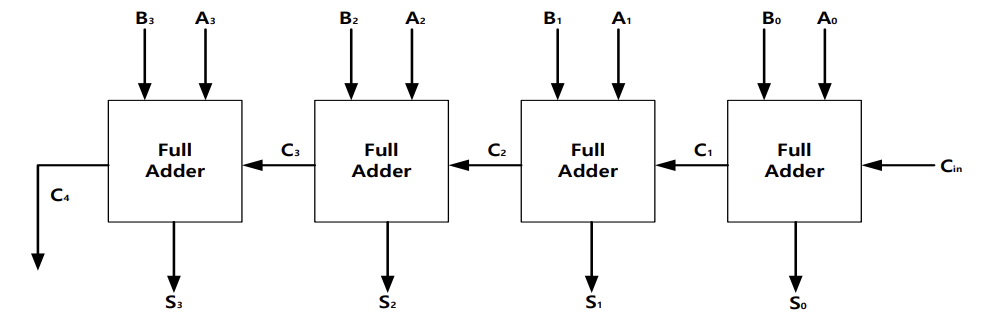 B₃ A₃ B₂ A₂ B₁ A₁ B₀ A₀
Full Adder
C₃
Full Adder
C₂
Full Adder
C₁
Full Adder
Cᵢₙ
C₄
S₃ S₂ S₁ S₀